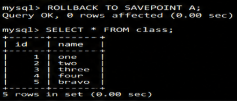 mysql> ROLLBACK TO SAVEPOINT A;
Query OK, 0 rows affected (0.00 sec)
mysql> SELECT * FROM class;
+------+-------+
| id | name |
+------+-------+
| 1 | one |
| 2 | two |
| 3 | three |
| 4 | four |
| 5 | bravo |
+------+-------+
5 rows in set (0.00 sec)